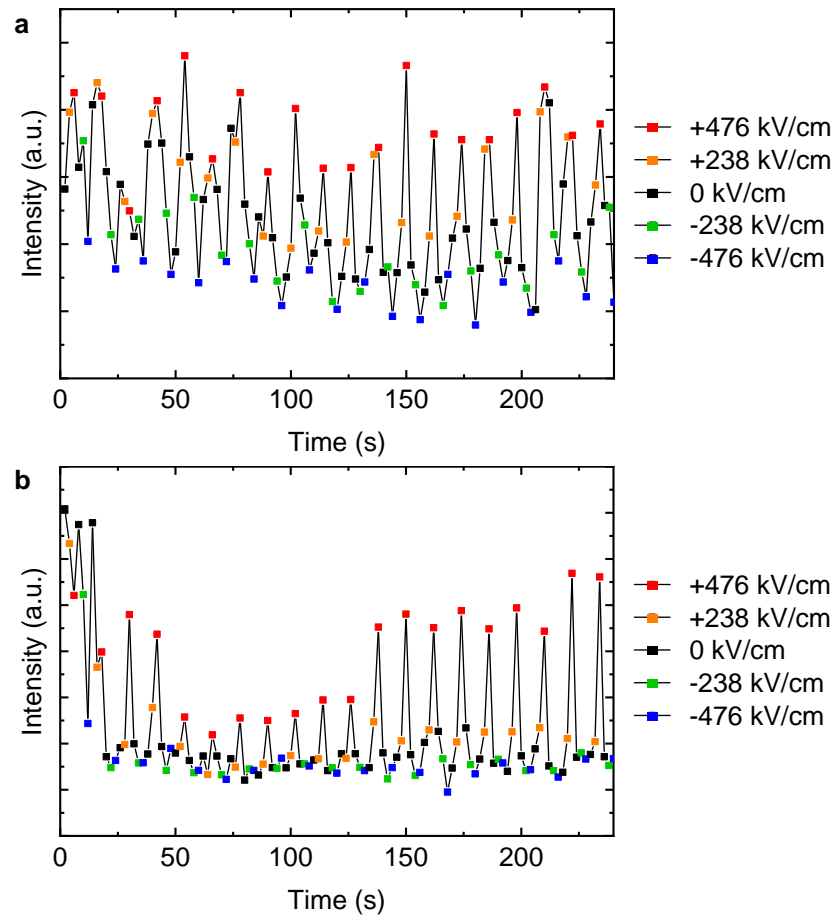 a
Intensity (a.u.)
0 50 100 150 200
Time (s)
+476 kV/cm
+238 kV/cm
0 kV/cm
-238 kV/cm
-476 kV/cm
b
Intensity (a.u.)
0 50 100 150 200
Time (s)
+476 kV/cm
+238 kV/cm
0 kV/cm
-238 kV/cm
-476 kV/cm